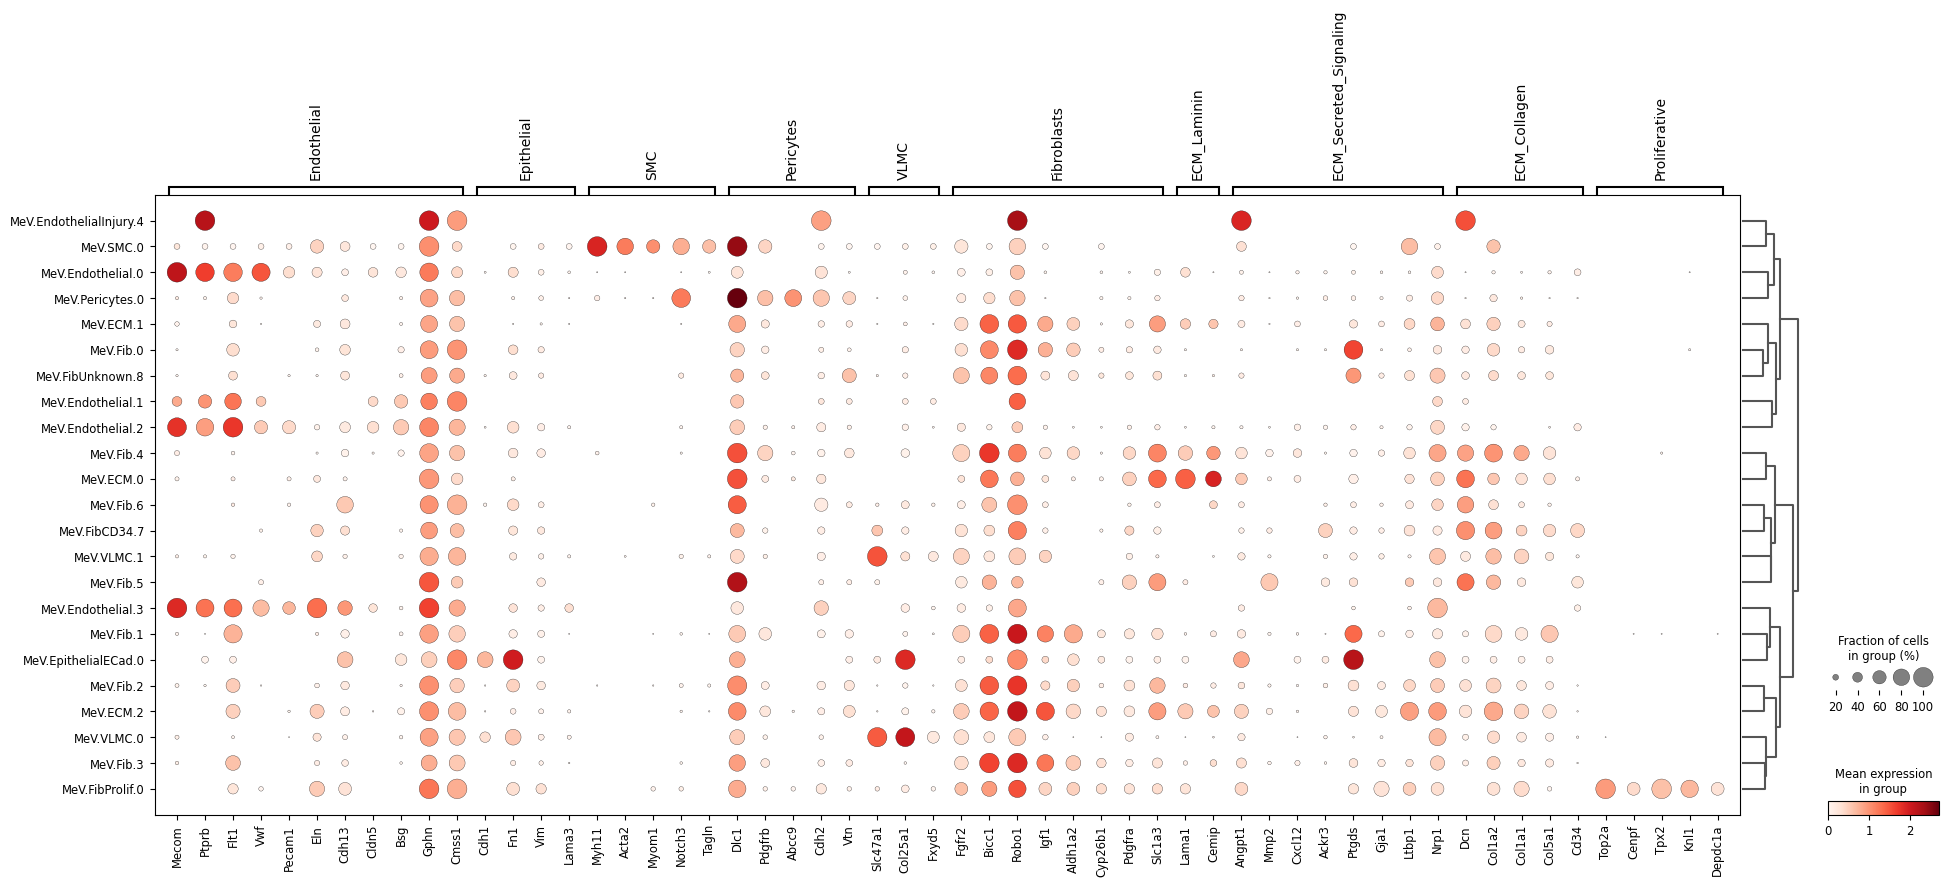 Endothelial
Epithelial
SMC
Pericytes
VLMC
Fibroblasts
ECM_Laminin
ECM_Secreted_Signaling
ECM_Collagen
Proliferative
MeV.EndothelialInjury.4
MeV.SMC.0
MeV.Endothelial.0
MeV.Pericytes.0
MeV.ECM.1
MeV.Fib.0
MeV.FibUnknown.8
MeV.Endothelial.1
MeV.Endothelial.2
MeV.Fib.4
MeV.ECM.0
MeV.Fib.6
MeV.FibCD34.7
MeV.VLMC.1
MeV.Fib.5
MeV.Endothelial.3
MeV.Fib.1
MeV.EpithelialECad.0
MeV.Fib.2
MeV.ECM.2
MeV.VLMC.0
MeV.Fib.3
MeV.FibProlif.0
Mecom
Ptprb
Flt1
Vwf
Pecam1
Eln
Cdh13
Cldn5
Bsg
Gphn
Cmss1
Cdh1
Fn1
Vim
Lama3
Myh11
Acta2
Myom1
Notch3
Tagln
Dlc1
Pdgfrb
Abcc9
Cdh2
Vtn
Slc47a1
Col25a1
Fxyd5
Fgfr2
Bicc1
Robo1
Igf1
Aldh1a2
Cyp26b1
Pdgfra
Slc1a3
Lama1
Cemip
Angpt1
Mmp2
Cxcl12
Ackr3
Ptgds
Gja1
Ltbp1
Nrp1
Dcn
Col1a2
Col1a1
Col5a1
Cd34
Top2a
Cenpf
Tpx2
Knl1
Depdc1a
Fraction of cells
in group (%)
20 40 60 80 100
Mean expression
in group
0 1 2